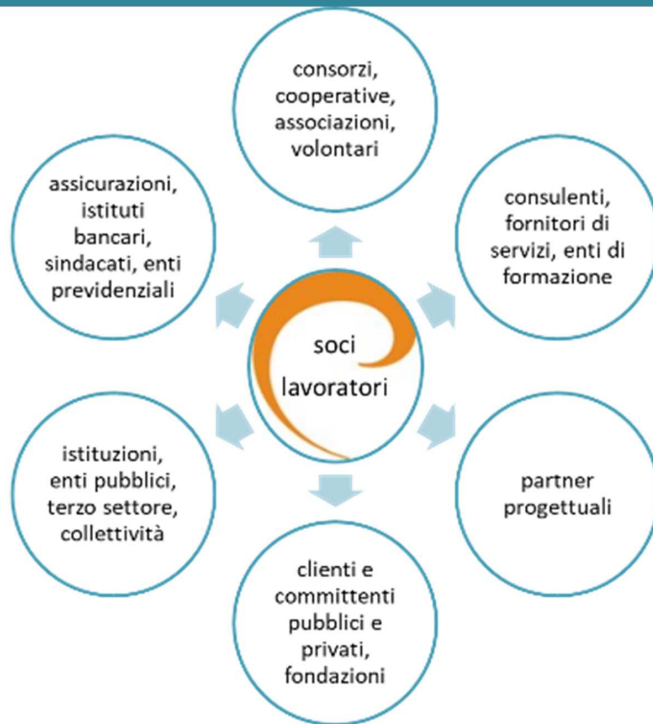 consorzi,
cooperative,
associazioni,
volontari
assicurazioni,
istituti
bancari,
sindacati, enti
previdenziali
consulenti,
fornitori di
servizi, enti di
formazione
soci
lavoratori
istituzioni,
enti pubblici,
terzo settore,
collettività
partner
progettuali
clienti e
committenti
pubblici e
privati,
fondazioni